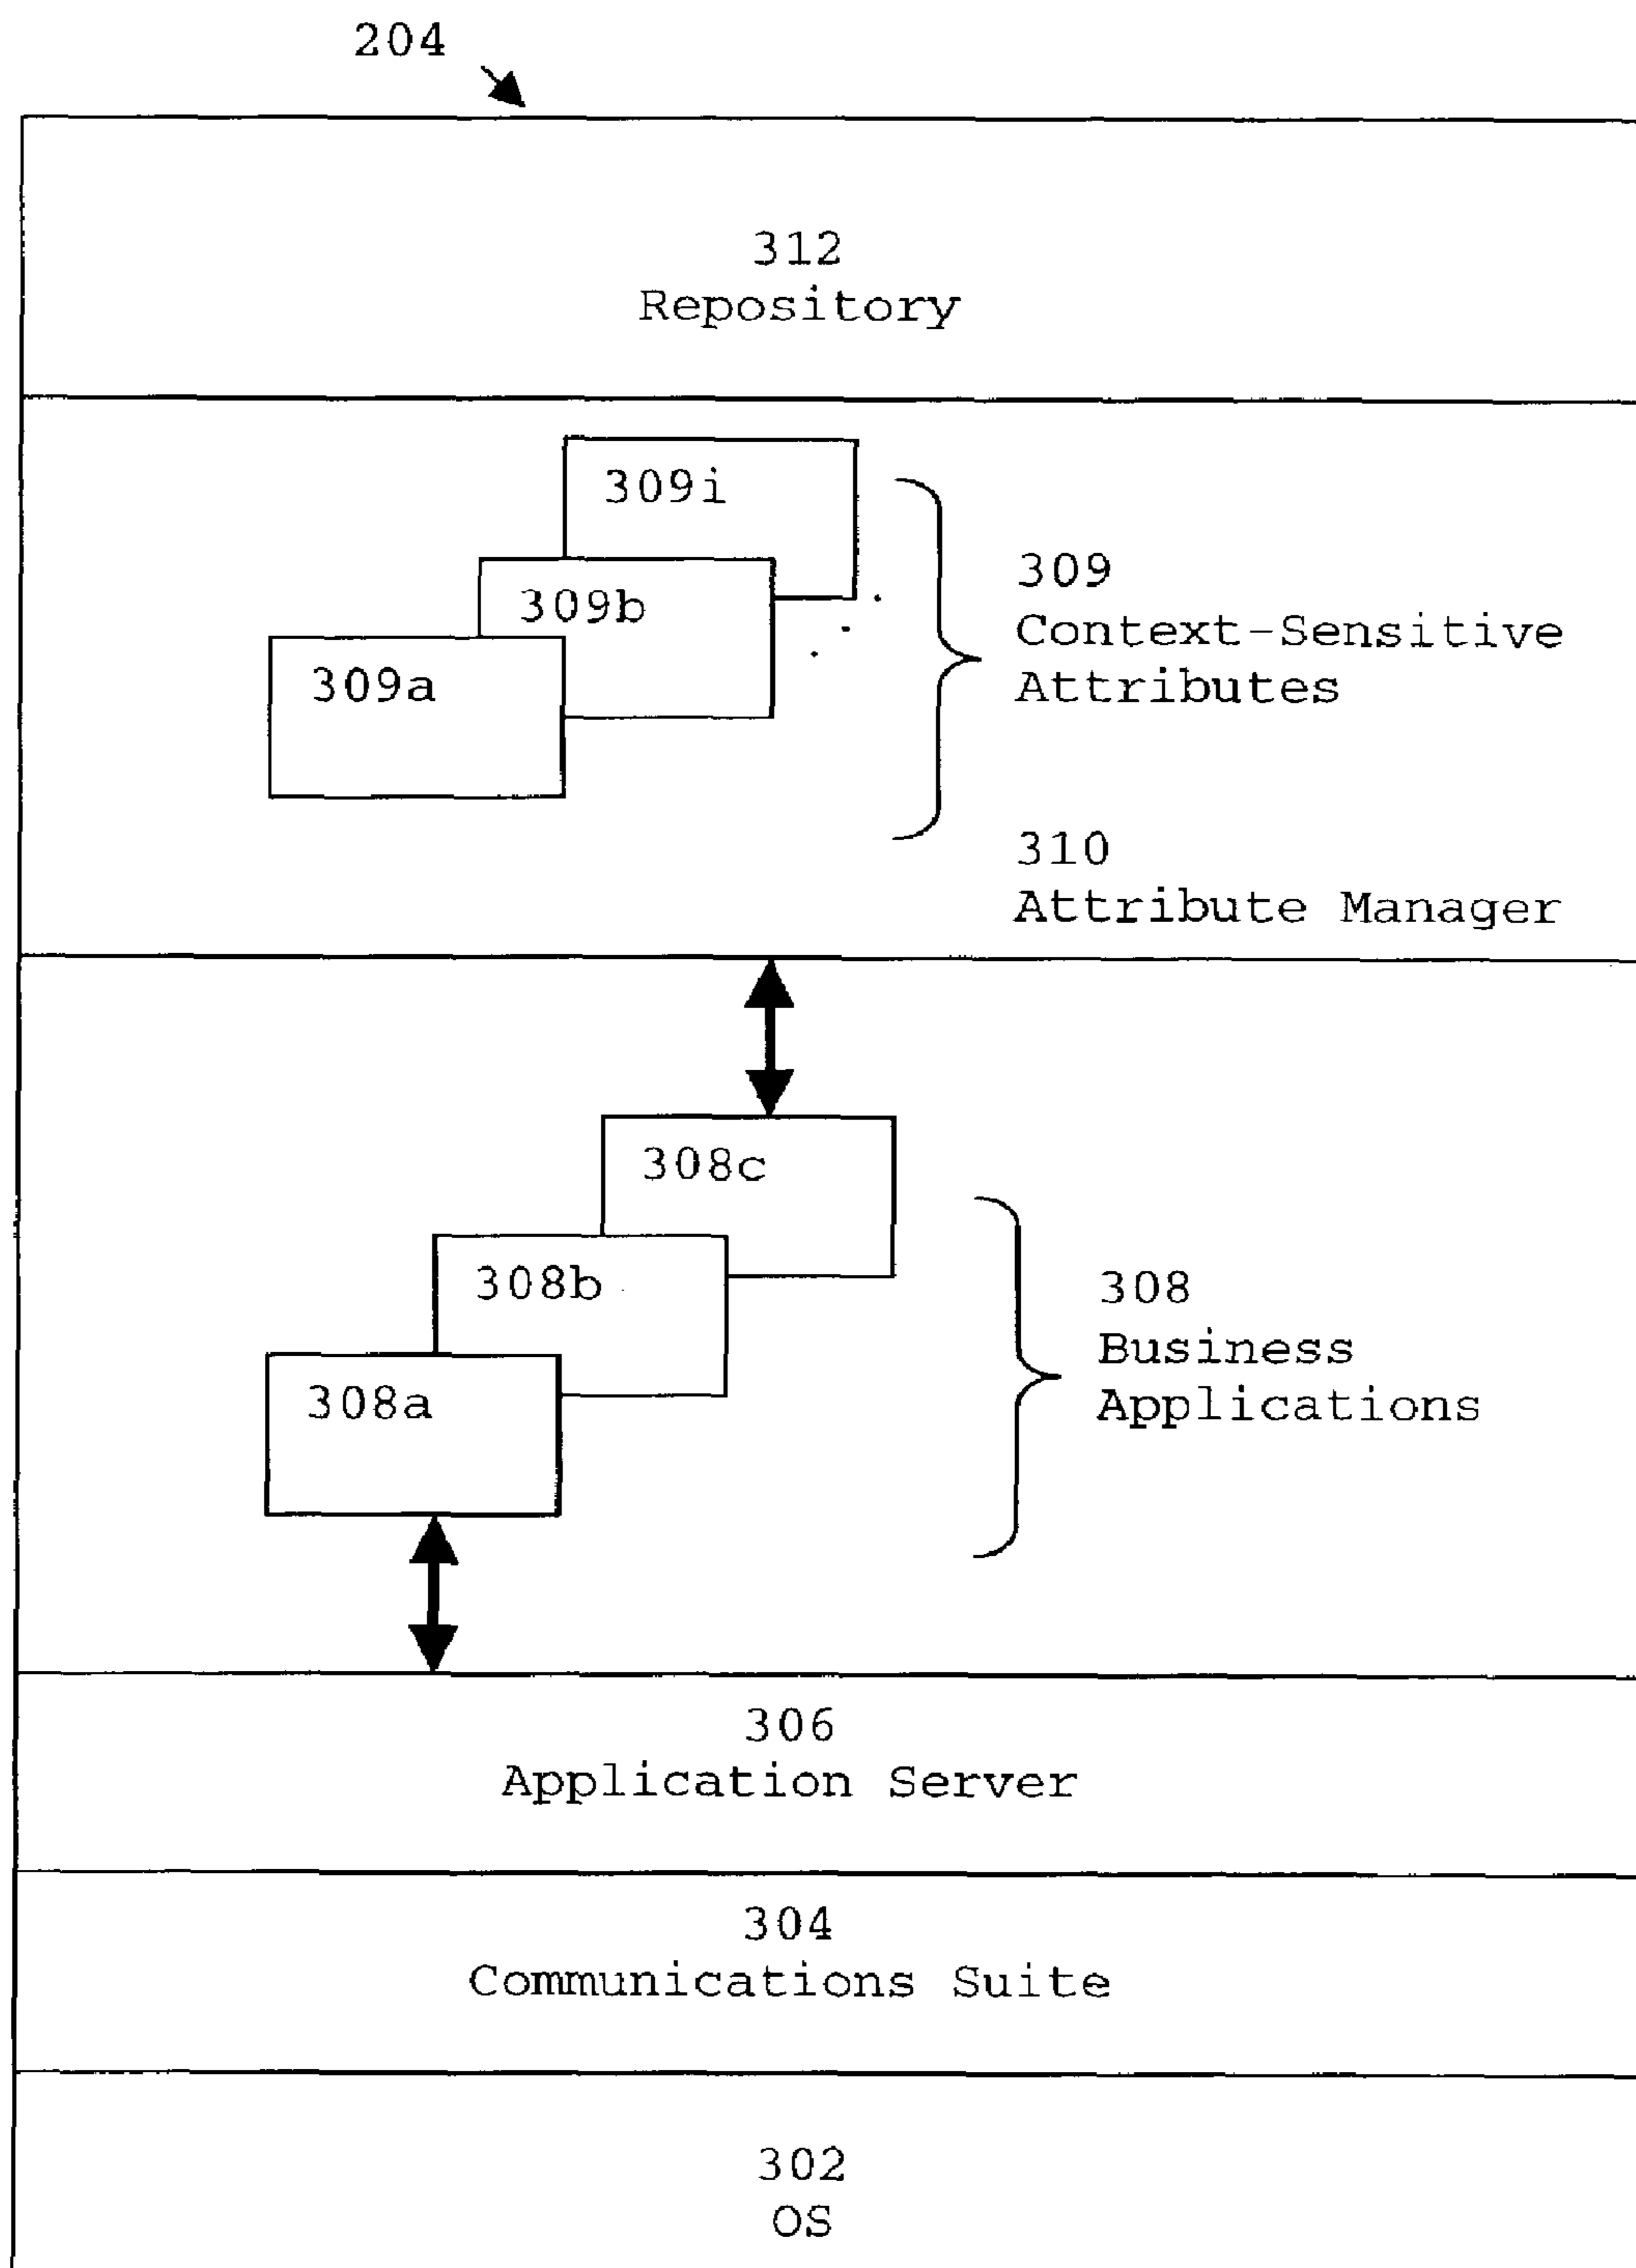 204
312
Repository
309i
309b
309a
309
Context-Sensitive
Attributes
310
Attribute Manager
308c
308b
308a
308
Business
Applications
306
Application Server
304
Communications Suite
302
OS